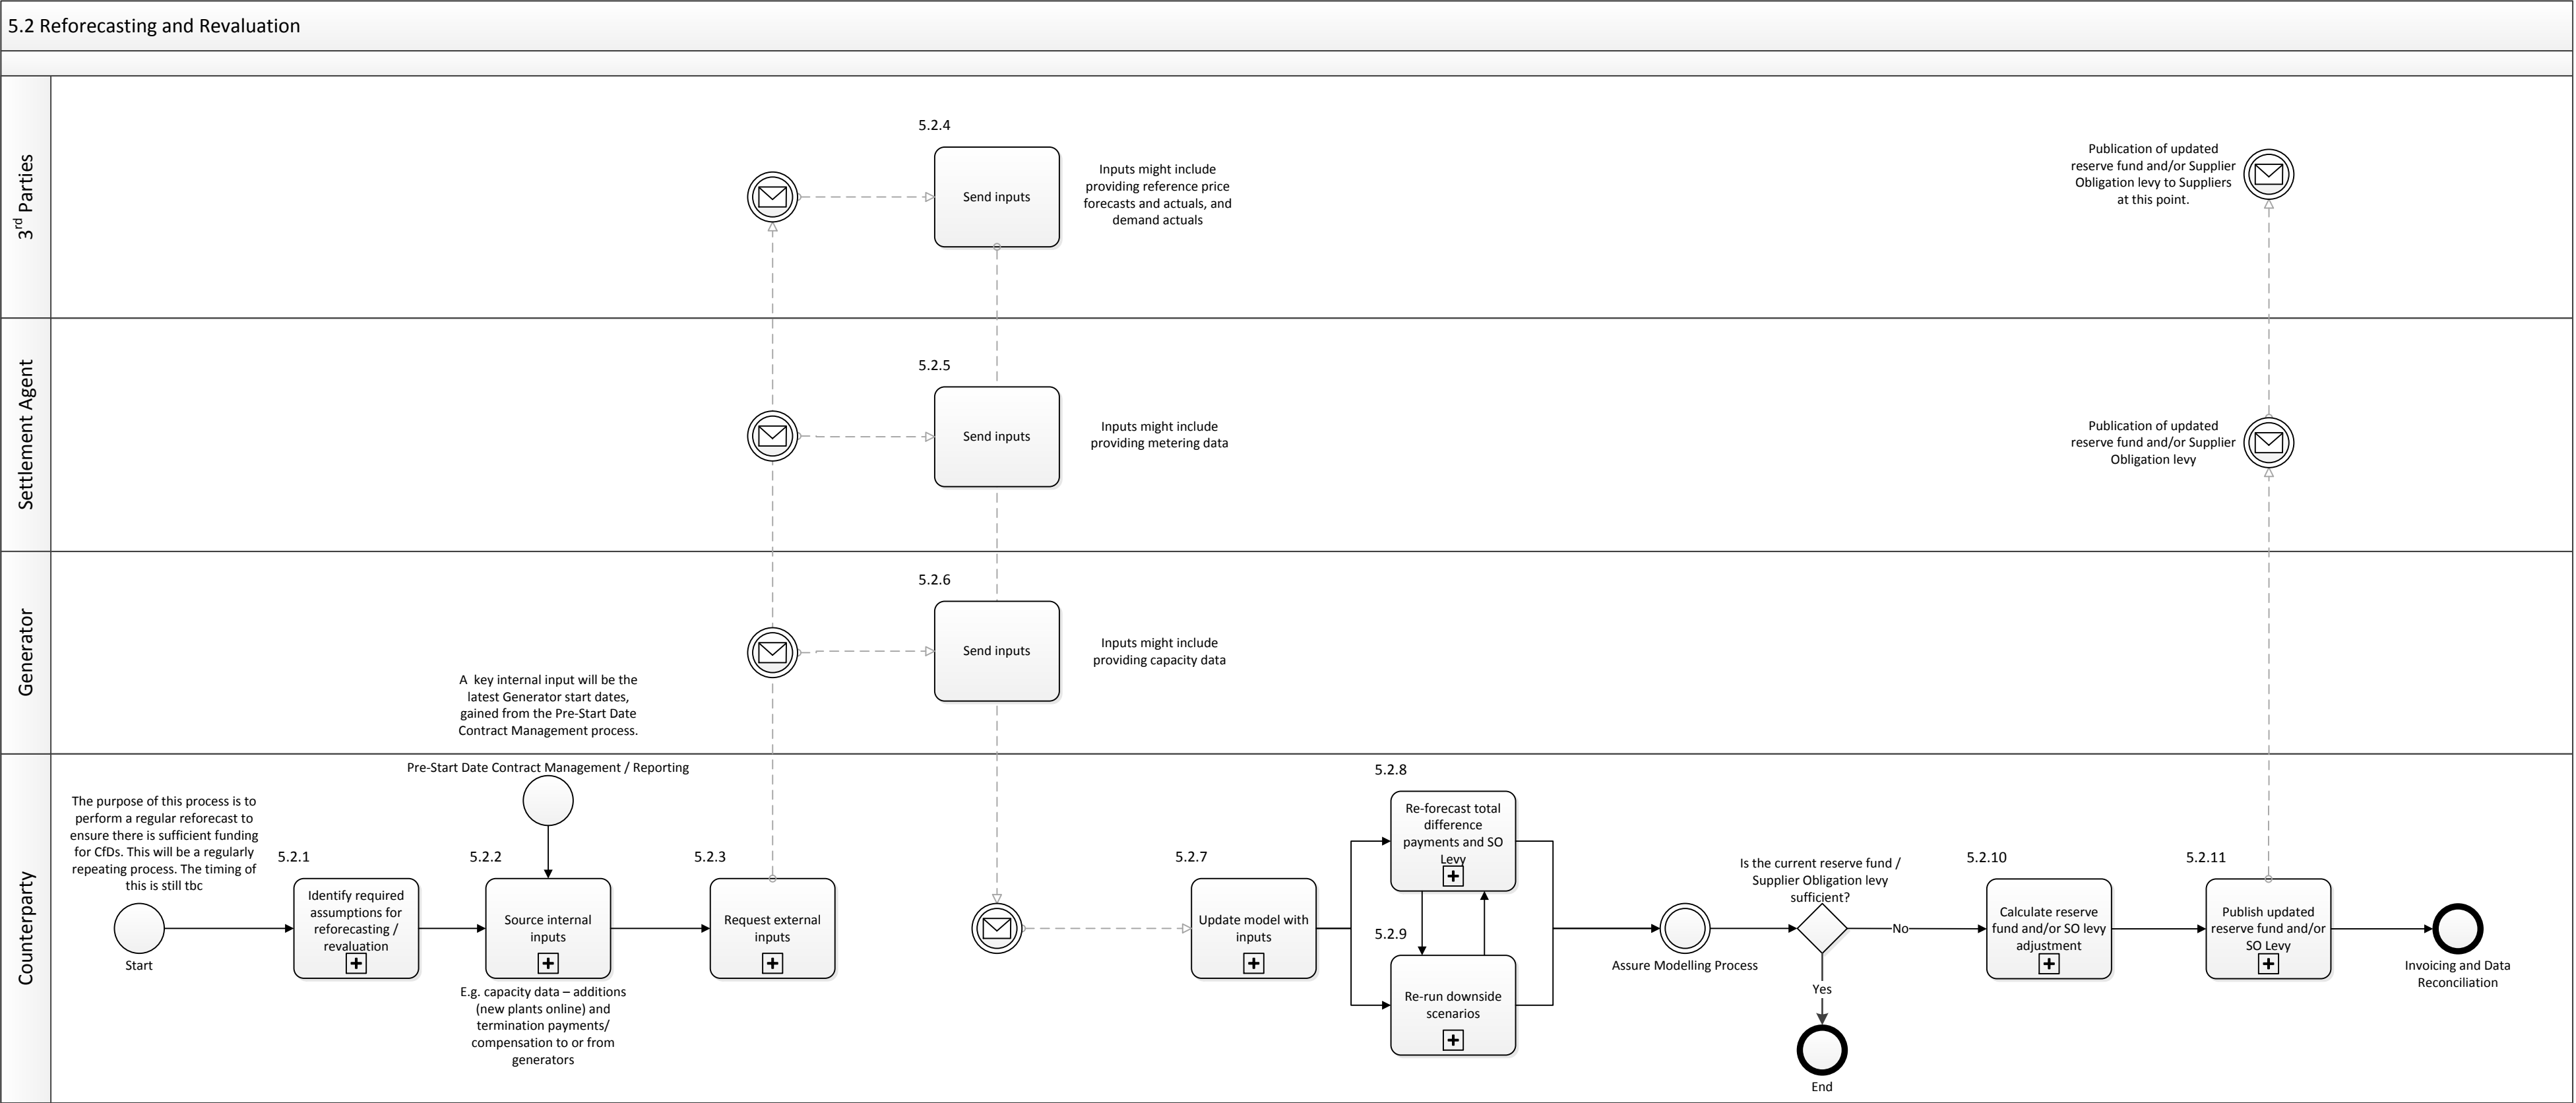 5.2 Reforecasting and Revaluation
3rd Parties
5.2.4
Send inputs
Inputs might include
providing reference price
forecasts and actuals, and
demand actuals
Publication of updated
reserve fund and/or Supplier
Obligation levy to Suppliers
at this point.
Settlement Agent
5.2.5
Send inputs
Inputs might include
providing metering data
Publication of updated
reserve fund and/or Supplier
Obligation levy
Generator
5.2.6
Send inputs
Inputs might include
providing capacity data
A key internal input will be the
latest Generator start dates,
gained from the Pre-Start Date
Contract Management process.
Counterparty
The purpose of this process is to
perform a regular reforecast to
ensure there is sufficient funding
for CfDs. This will be a regularly
repeating process. The timing of
this is still tbc
Start
5.2.1
Identify required
assumptions for
reforecasting /
revaluation
Pre-Start Date Contract Management / Reporting
5.2.2
Source internal
inputs
E.g. capacity data – additions
(new plants online) and
termination payments/
compensation to or from
generators
5.2.3
Request external
inputs
5.2.7
Update model with
inputs
5.2.8
Re-forecast total
difference
payments and SO
Levy
5.2.9
Re-run downside
scenarios
Assure Modelling Process
Is the current reserve fund /
Supplier Obligation levy
sufficient?
No
Yes
End
5.2.10
Calculate reserve
fund and/or SO levy
adjustment
5.2.11
Publish updated
reserve fund and/or
SO Levy
Invoicing and Data
Reconciliation